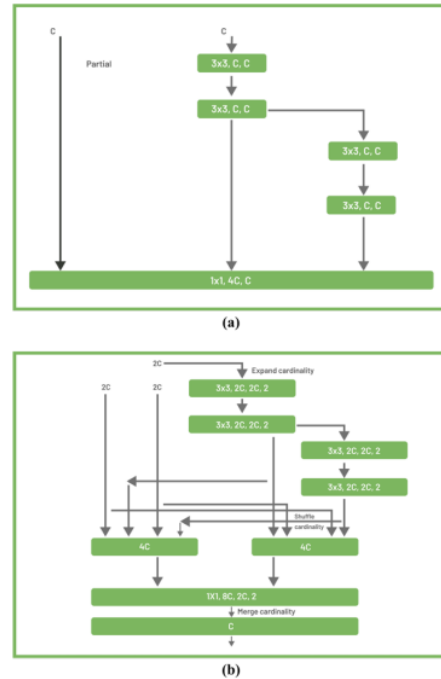 C
C
Partial
3x3, C, C
3x3, C, C
3x3, C, C
3x3, C, C
1x1, 4C, C
(a)
2C
Expand cardinality
2C
2C
3x3, 2C, 2C, 2
3x3, 2C, 2C, 2
3x3, 2C, 2C, 2
3x3, 2C, 2C, 2
Shuffle
cardinality
4C
4C
1X1, 8C, 2C, 2
Merge cardinality
C
(b)